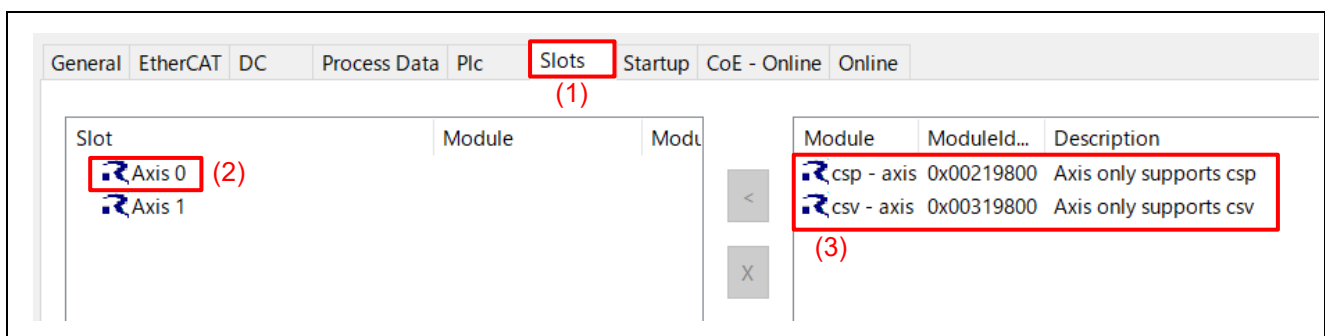 General EtherCAT DC Process Data Plc Slots Startup CoE - Online Online
(1)
Slot Module Modu
Module ModuleId... Description
Axis 0 (2)
csp - axis 0x00219800 Axis only supports csp
<
Axis 1
csv - axis 0x00319800 Axis only supports csv
(3)
X